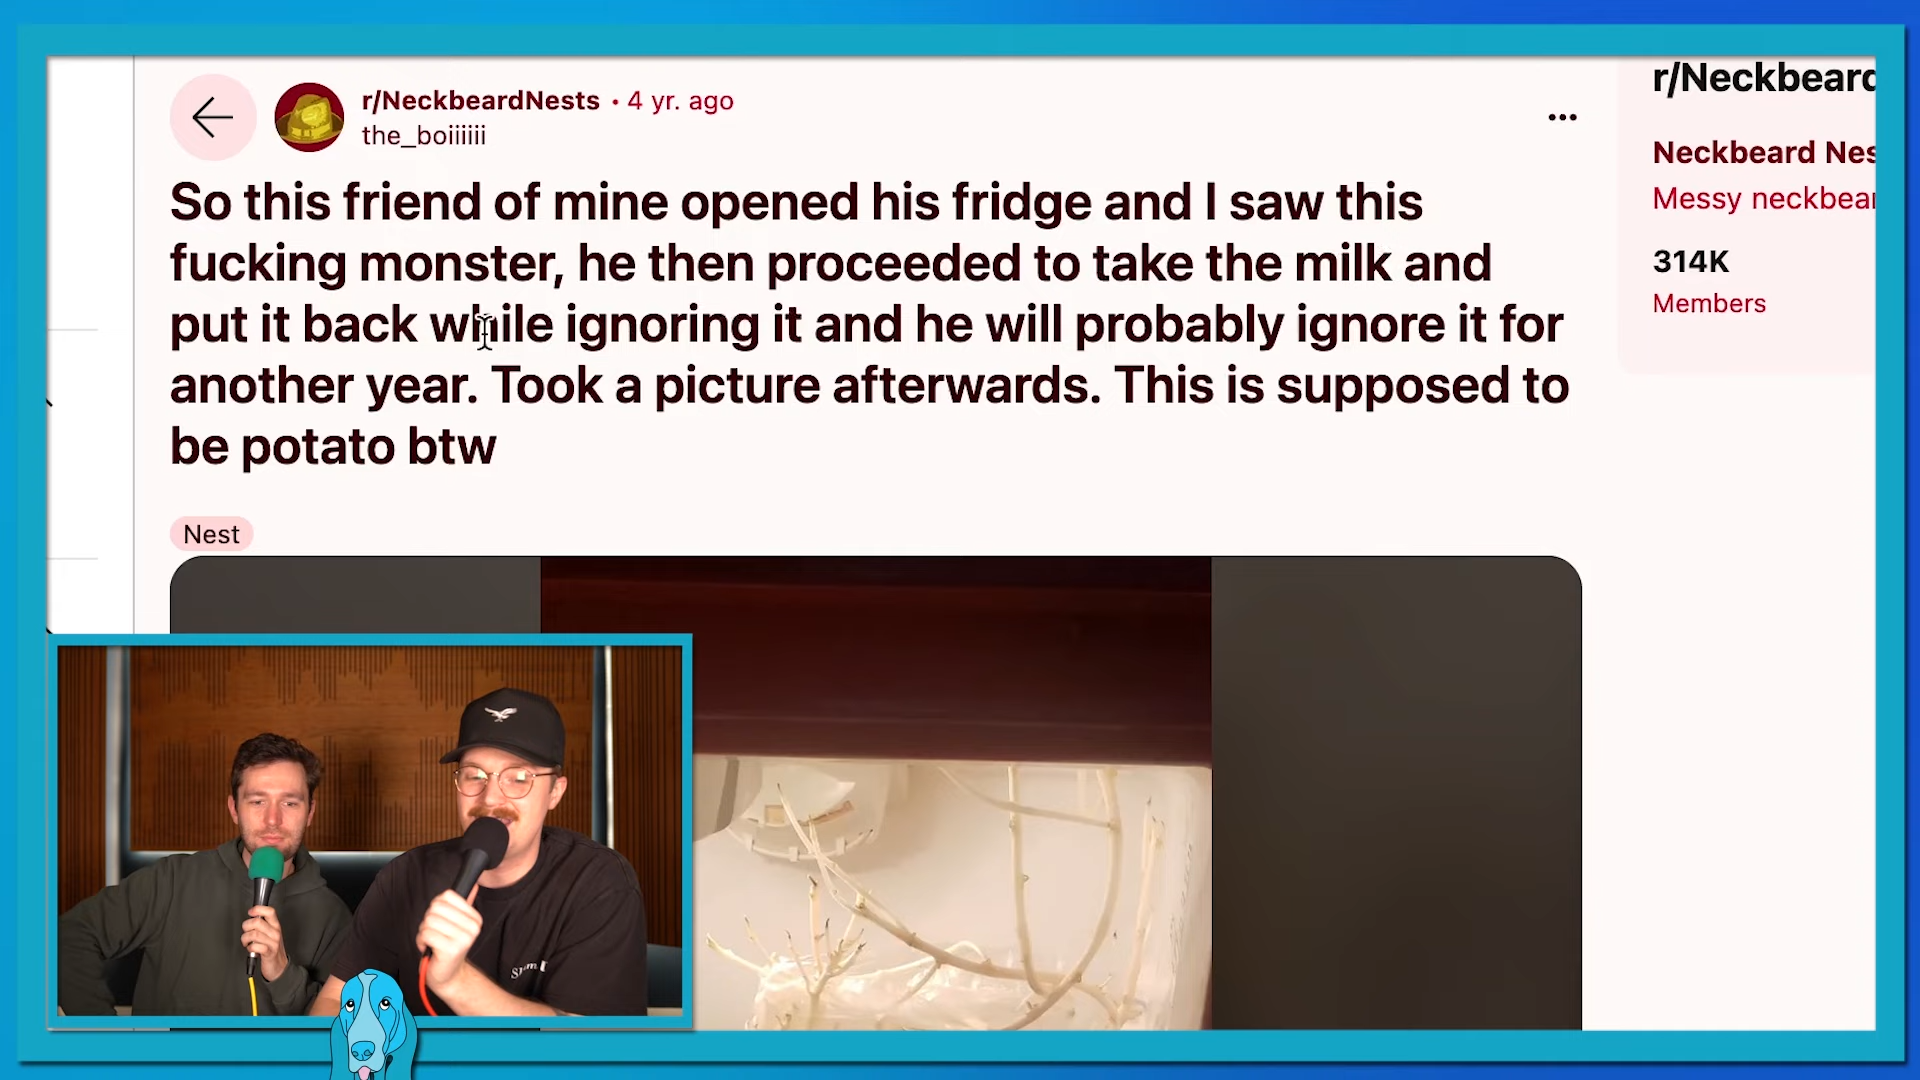 r/NeckbeardNests • 4 yr. ago
the_boiiiiii
So this friend of mine opened his fridge and I saw this
fucking monster, he then proceeded to take the milk and
put it back while ignoring it and he will probably ignore it for
another year. Took a picture afterwards. This is supposed to
be potato btw
Nest
r/Neckbeard
Neckbeard Nes
Messy neckbear
314K
Members